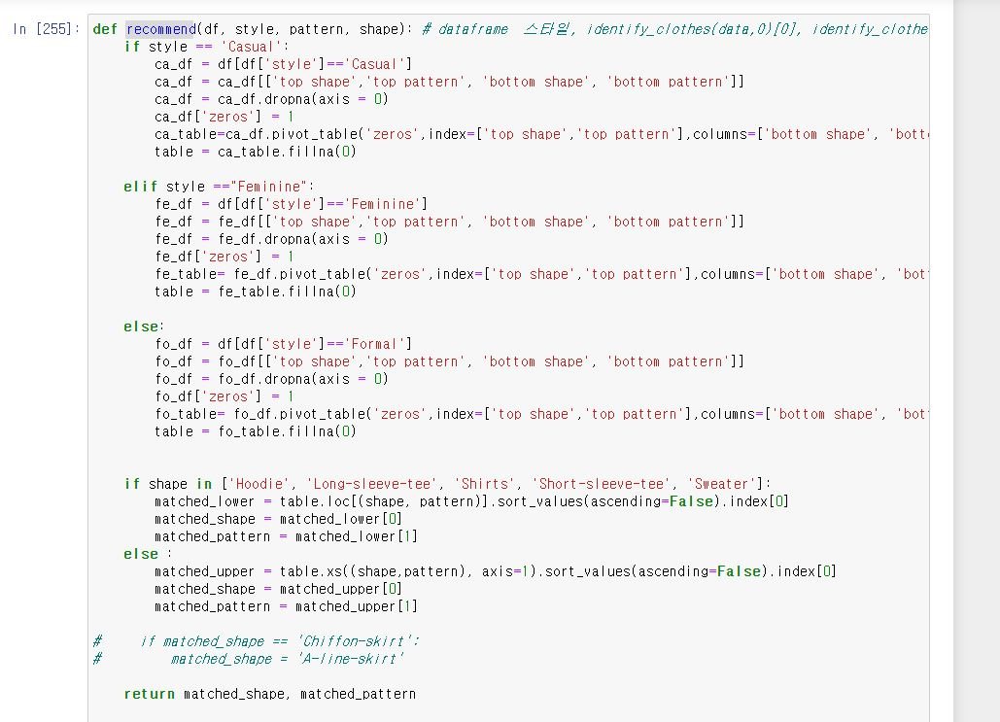 In [255]: def recommend(df, style, pattern, shape): # dataframe 스타일, identify_clothes(data,0)[0], identify_clothe
    if style == 'Casual':
        ca_df = df[df['style']=='Casual']
        ca_df = ca_df[['top shape','top pattern', 'bottom shape', 'bottom pattern']]
        ca_df = ca_df.dropna(axis = 0)
        ca_df['zeros'] = 1
        ca_table=ca_df.pivot_table('zeros',index=['top shape','top pattern'],columns=['bottom shape', 'bott
        table = ca_table.fillna(0)
    elif style =="Feminine":
        fe_df = df[df['style']=='Feminine']
        fe_df = fe_df[['top shape','top pattern', 'bottom shape', 'bottom pattern']]
        fe_df = fe_df.dropna(axis = 0)
        fe_df['zeros'] = 1
        fe_table= fe_df.pivot_table('zeros',index=['top shape','top pattern'],columns=['bottom shape', 'bot
        table = fe_table.fillna(0)
    else:
        fo_df = df[df['style']=='Formal']
        fo_df = fo_df[['top shape','top pattern', 'bottom shape', 'bottom pattern']]
        fo_df = fo_df.dropna(axis = 0)
        fo_df['zeros'] = 1
        fo_table= fo_df.pivot_table('zeros',index=['top shape','top pattern'],columns=['bottom shape', 'bot
        table = fo_table.fillna(0)
    if shape in ['Hoodie', 'Long-sleeve-tee', 'Shirts', 'Short-sleeve-tee', 'Sweater']:
        matched_lower = table.loc[(shape, pattern)].sort_values(ascending=False).index[0]
        matched_shape = matched_lower[0]
        matched_pattern = matched_lower[1]
    else :
        matched_upper = table.xs((shape,pattern), axis=1).sort_values(ascending=False).index[0]
        matched_shape = matched_upper[0]
        matched_pattern = matched_upper[1]
#     if matched_shape == 'Chiffon-skirt':
#         matched_shape = 'A-line-skirt'
    return matched_shape, matched_pattern